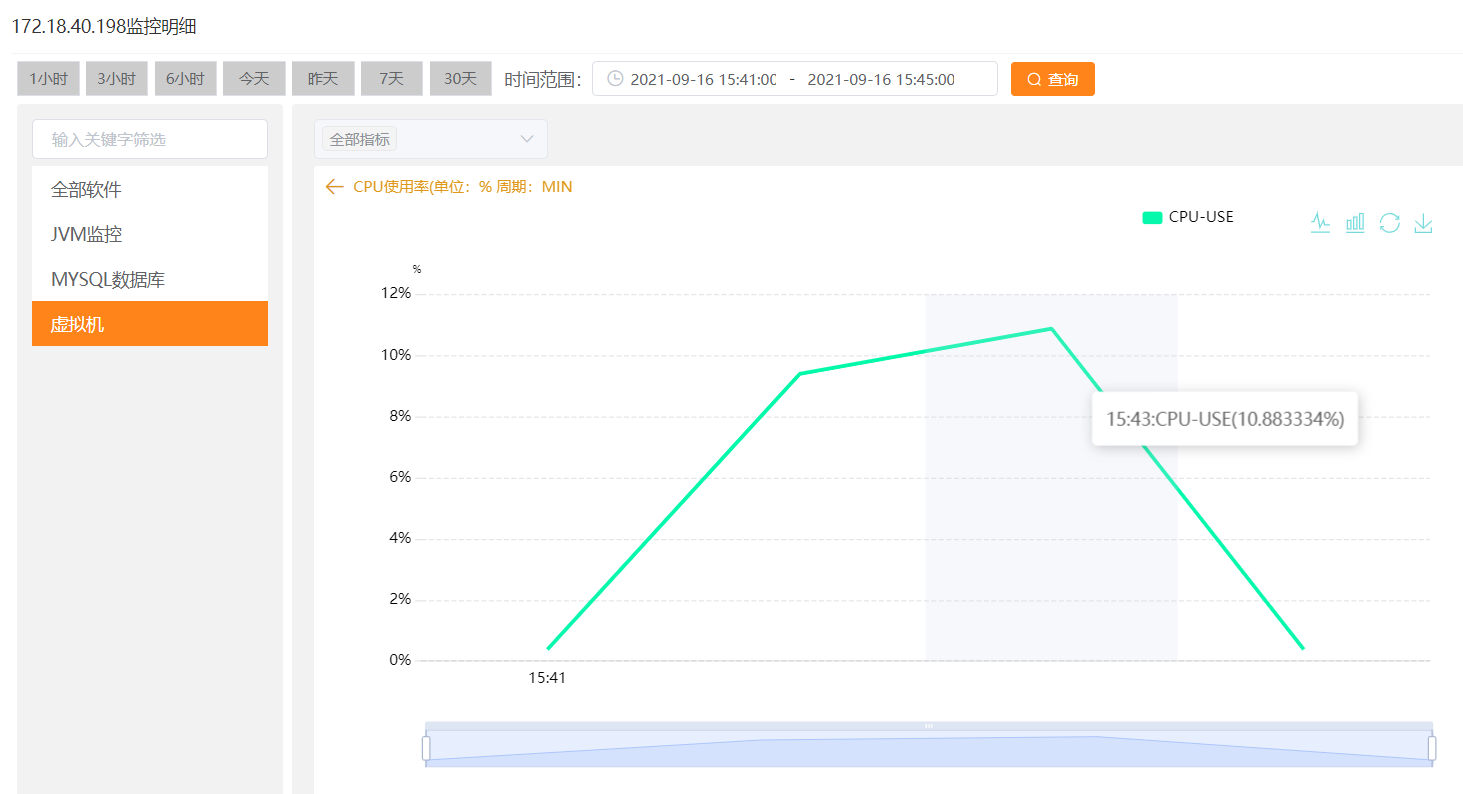 172.18.40.198监控明细
1小时 3小时 6小时 今天 昨天 7天 30天 时间范围： 2021-09-16 15:41:00 - 2021-09-16 15:45:00 查询
输入关键字筛选
全部软件
JVM监控
MYSQL数据库
虚拟机
全部指标
CPU使用率(单位：% 周期：MIN
CPU-USE
%
12%
10%
8%
15:43:CPU-USE(10.883334%)
6%
4%
2%
0%
15:41